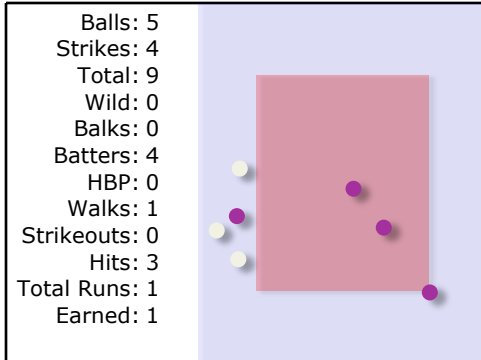 Balls: 5
Strikes: 4
Total: 9
Wild: 0
Balks: 0
Batters: 4
HBP: 0
Walks: 1
Strikeouts: 0
Hits: 3
Total Runs: 1
Earned: 1